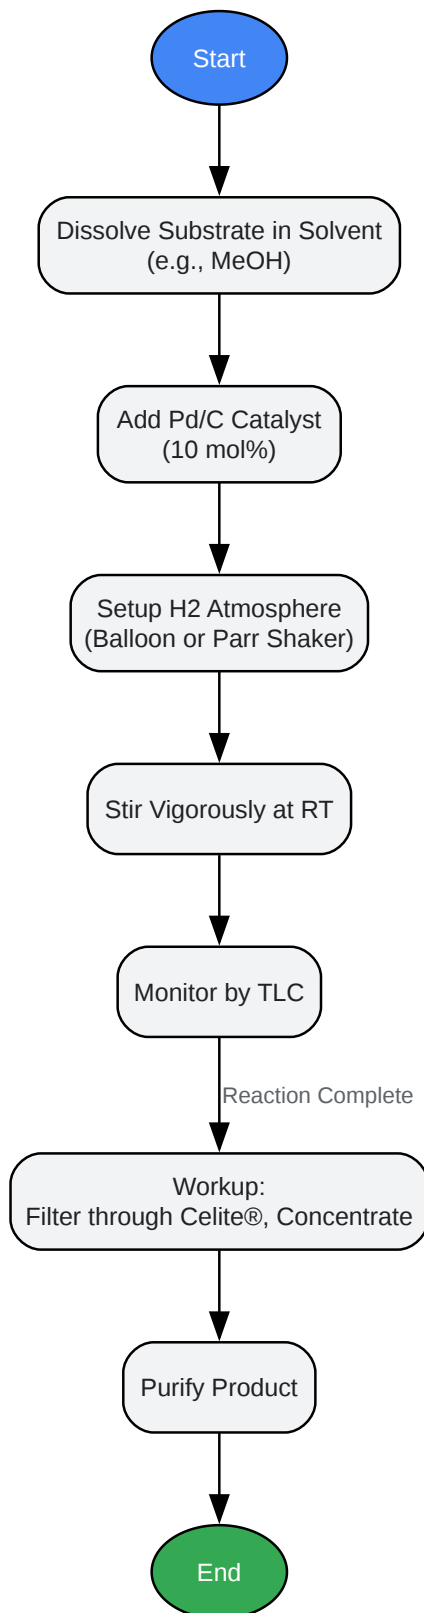 Start
Dissolve Substrate in Solvent
(e.g., MeOH)
Add Pd/C Catalyst
(10 mol%)
Setup H2 Atmosphere
(Balloon or Parr Shaker)
Stir Vigorously at RT
Monitor by TLC
Reaction Complete
Workup:
Filter through Celite®, Concentrate
Purify Product
End